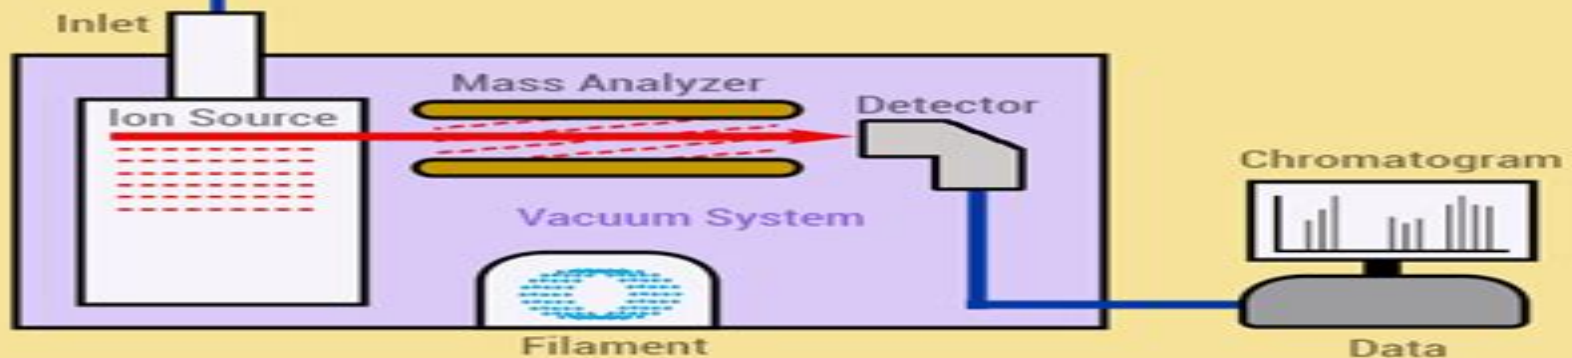 Inlet
Mass Analyzer
Ion Source
Detector
Chromatogram
Vacuum System
Filament
Data